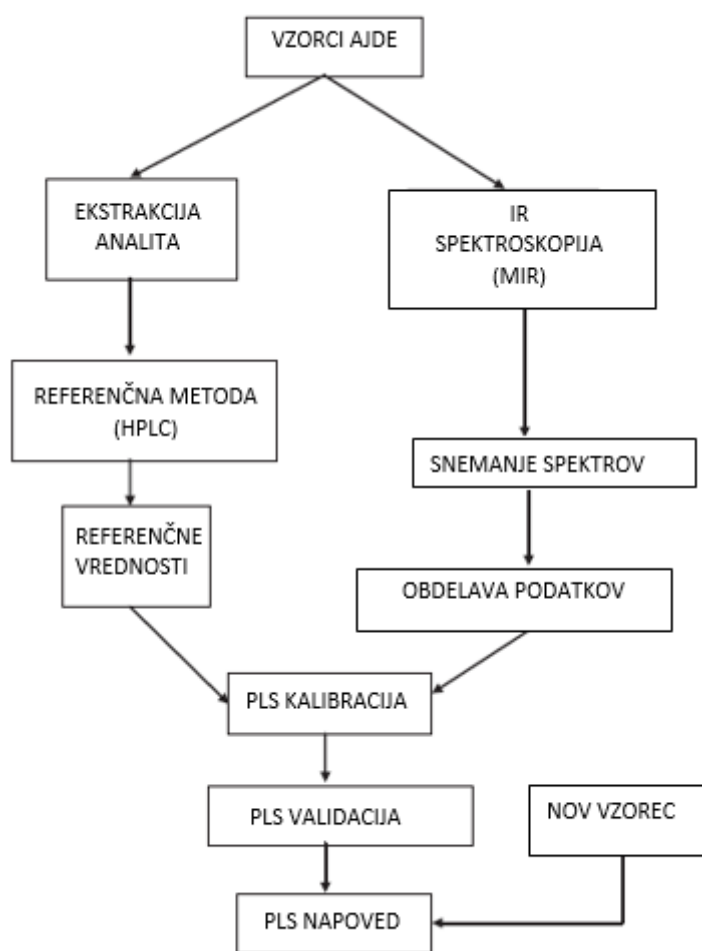 VZORCI AJDE
EKSTRAKCIJA
ANALITA
IR
SPEKTROSKOPIJA
(MIR)
REFERENČNA METODA
(HPLC)
SNEMANJE SPEKTROV
REFERENČNE
VREDNOSTI
OBDELAVA PODATKOV
PLS KALIBRACIJA
PLS VALIDACIJA
NOV VZOREC
PLS NAPOVED